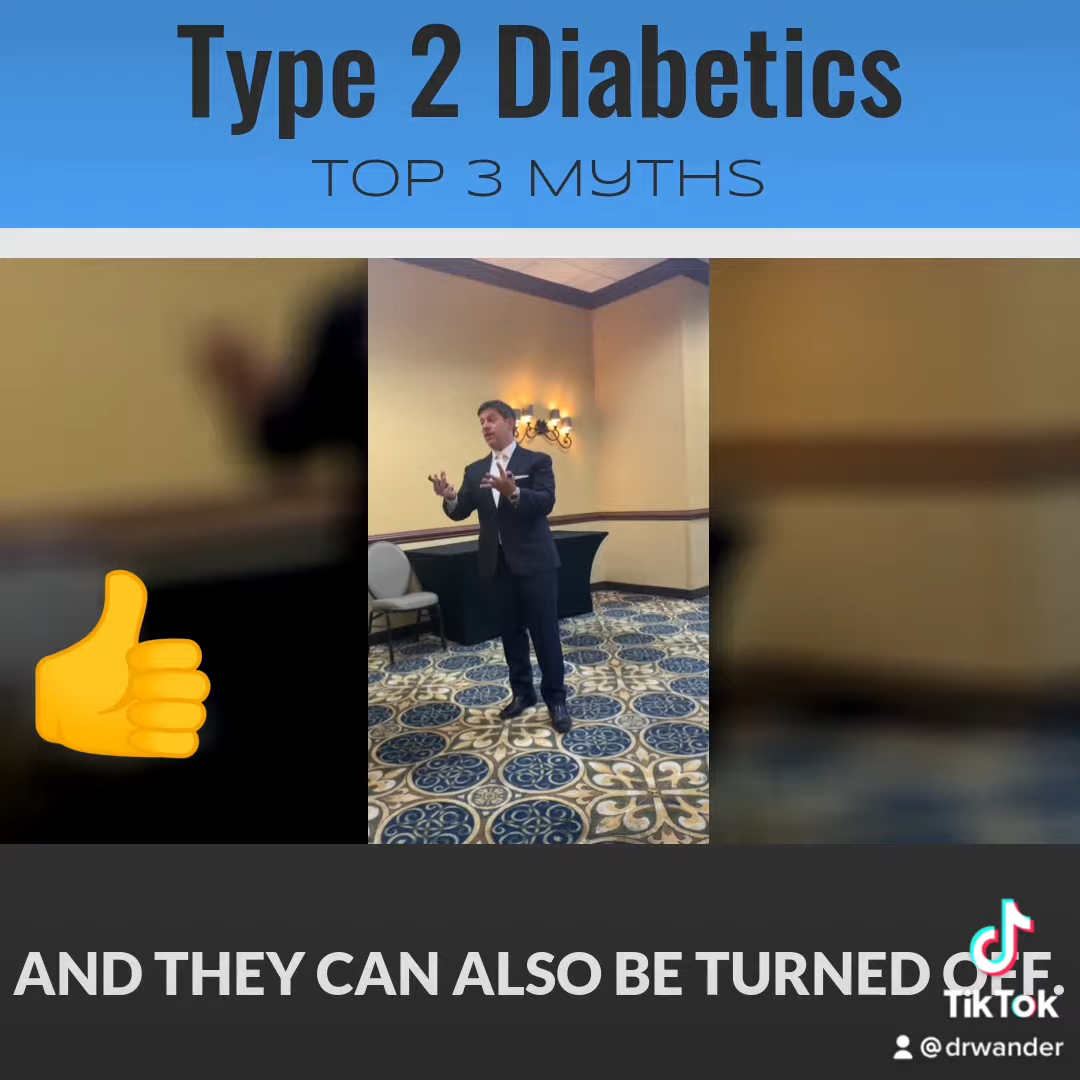 Type 2 Diabetics
TOP 3 MYTHS
AND THEY CAN ALSO BE TURNED OFF.
TikTok
@drwander